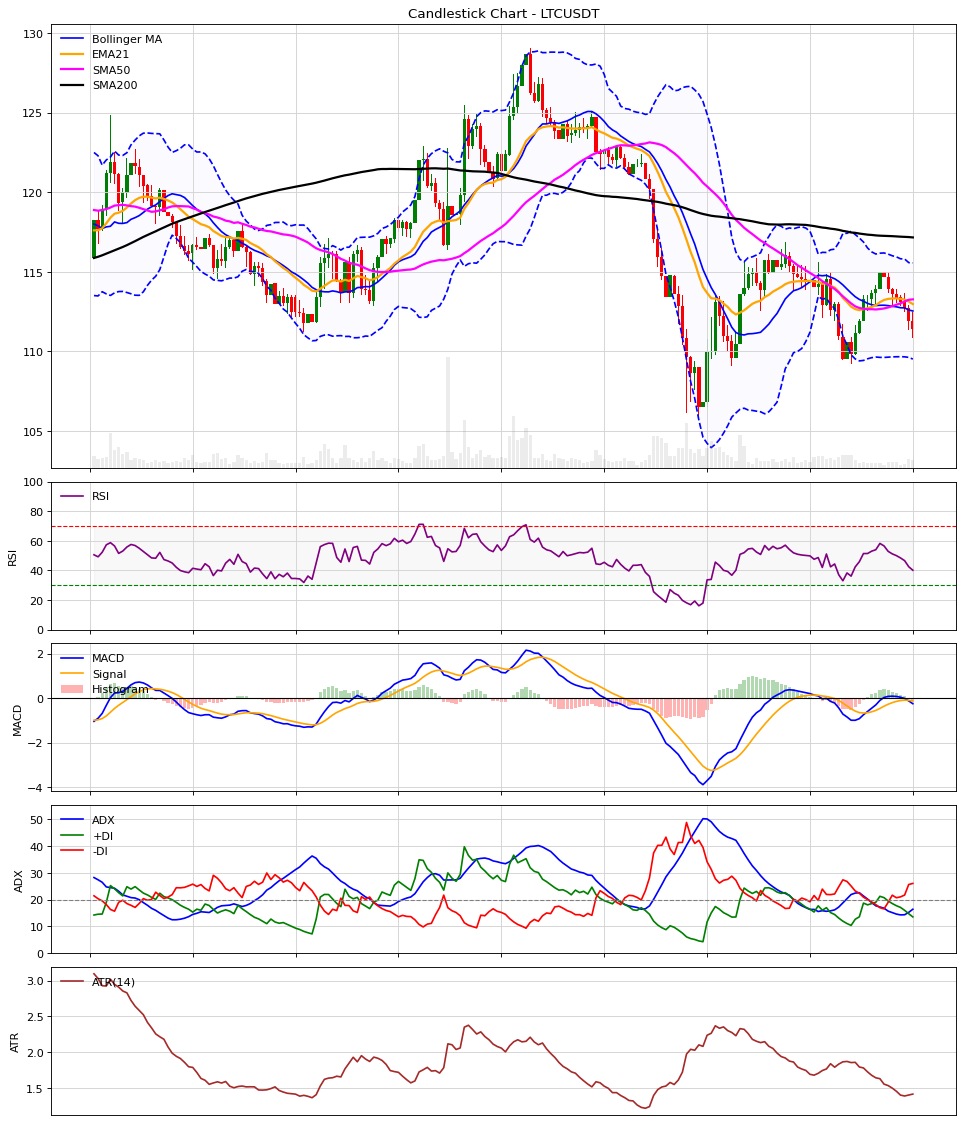 Candlestick Chart - LTCUSDT
Bollinger MA
EMA21
SMA50
SMA200
130
125
120
115
110
105
RSI
RSI
100
80
60
40
20
0
MACD
Signal
Histogram
MACD
2
0
−2
−4
ADX
+DI
-DI
ADX
50
40
30
20
10
0
ATR(14)
ATR
3.0
2.5
2.0
1.5